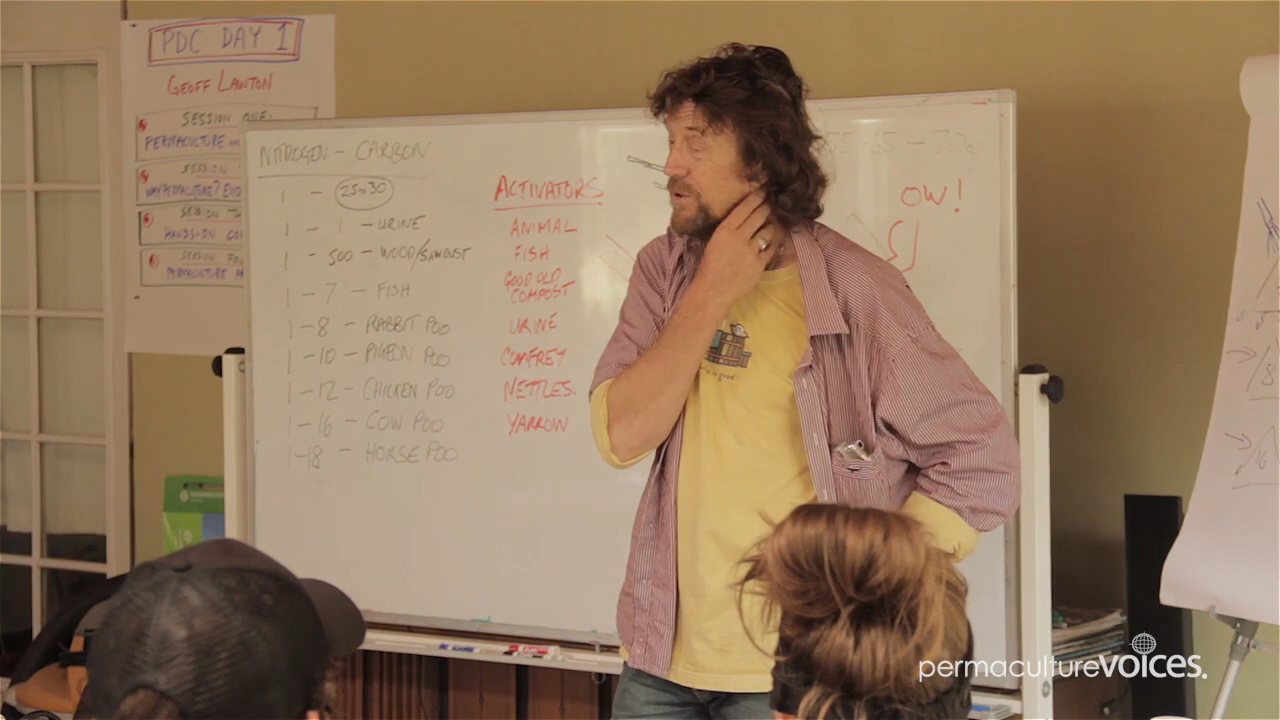 PDC DAY 1
GEOFF LAWTON
SESSION ONE:
PERMACULTURE
SESSION
WHY PERMACULTURE?
HANDS-ON
SESSION
PERMACULTURE
NITROGEN - CARBON
1 - 25-30
1 - 1 - URINE
1 - 500 - WOOD/SAWDUST
1 - 7 - FISH
1 - 8 - RABBIT POO
1 - 10 - PIGEON POO
1 - 12 - CHICKEN POO
1 - 16 - COW POO
1 - 18 - HORSE POO
ACTIVATORS
ANIMAL
FISH
GOOD OLD
COMPOST
URINE
COMFREY
NETTLES.
YARROW
OW!
permacultureVOICES.